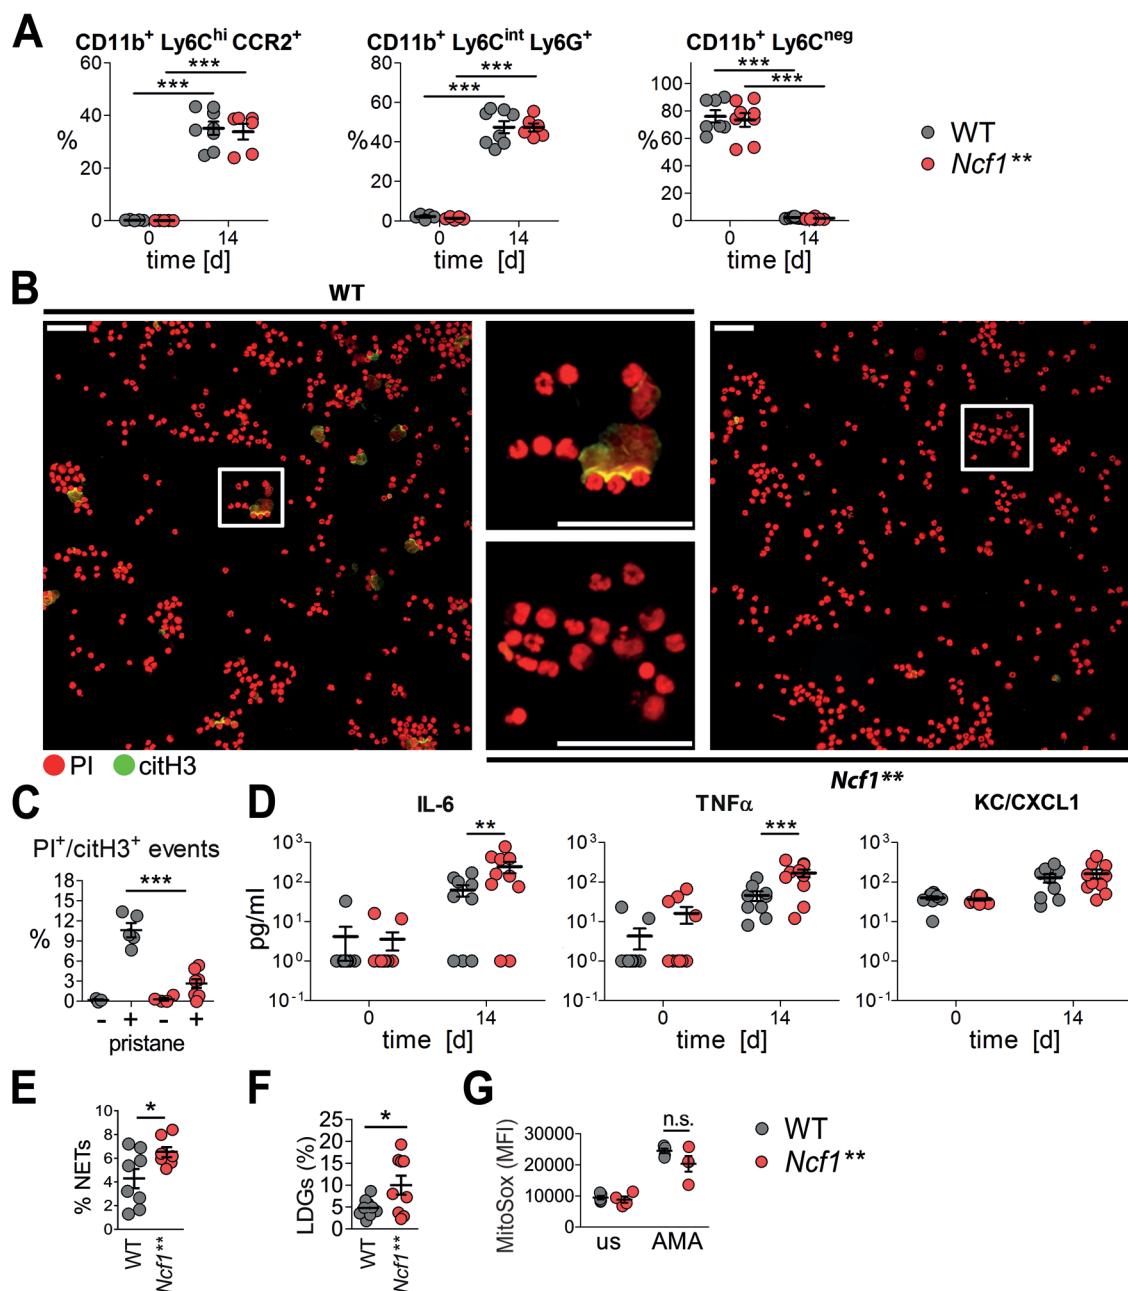 A
CD11b+ Ly6Chi CCR2+
CD11b+ Ly6Cint Ly6G+
CD11b+ Ly6Cneg
60
40
20
0
%
***
***
0
14
time [d]
80
60
40
20
0
%
***
***
0
14
time [d]
100
80
60
40
20
0
%
***
***
0
14
time [d]
WT
Ncf1**
B
WT
PI
citH3
Ncf1**
C
PI+/citH3+ events
***
18
15
12
9
6
3
0
%
- + - +
pristane
D
IL-6
**
10³
10²
10¹
10⁰
10⁻¹
pg/ml
0
14
time [d]
TNFα
***
10³
10²
10¹
10⁰
10⁻¹
0
14
time [d]
KC/CXCL1
10³
10²
10¹
10⁰
10⁻¹
0
14
time [d]
E
*
10
8
6
4
2
0
% NETs
WT
Ncf1**
F
*
25
20
15
10
5
0
LDGs (%)
WT
Ncf1**
G
n.s.
30000
20000
10000
0
MitoSox (MFI)
us
AMA
WT
Ncf1**